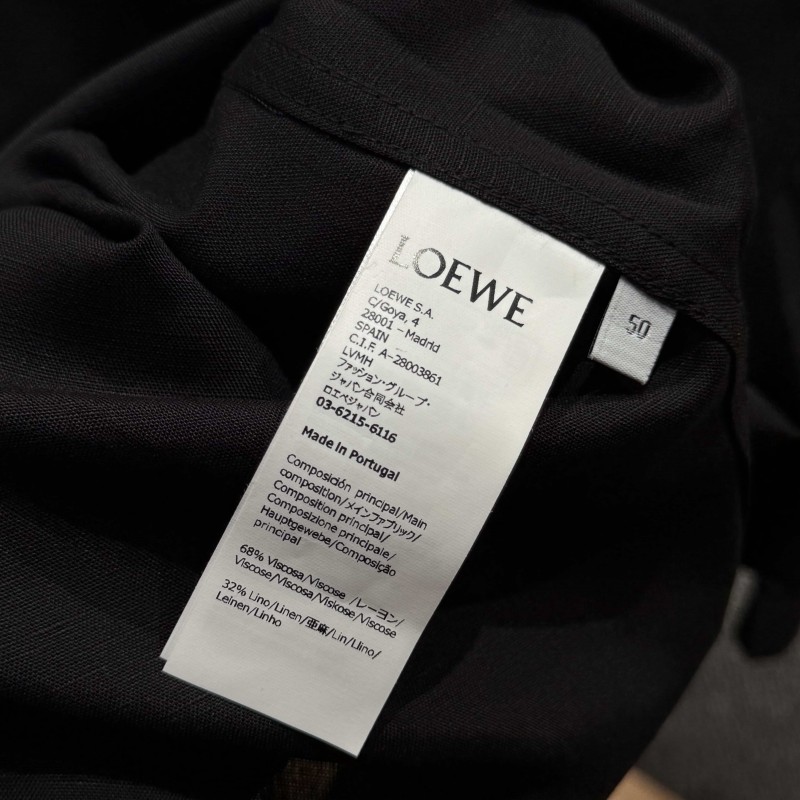 LOEWE
LOEWE S.A.
C/Goya, 4
28001 - Madrid
SPAIN
C.I.F. A-28003861
LVMH
ファッション・グループ・
ジャパン合同会社
ロエベジャパン
03-6215-6116
Made in Portugal
Composición principal/Main
composition/メインファブリック/
Composition principal/
Composizione principale/
Hauptgewebe/Composição
principal
68% Viscosa/Viscose /レーヨン/
Viscose/Viscosa/Viskose/Viscose
32% Lino/Linen/亜麻/Lin/Llino/
Leinen/Linho
50